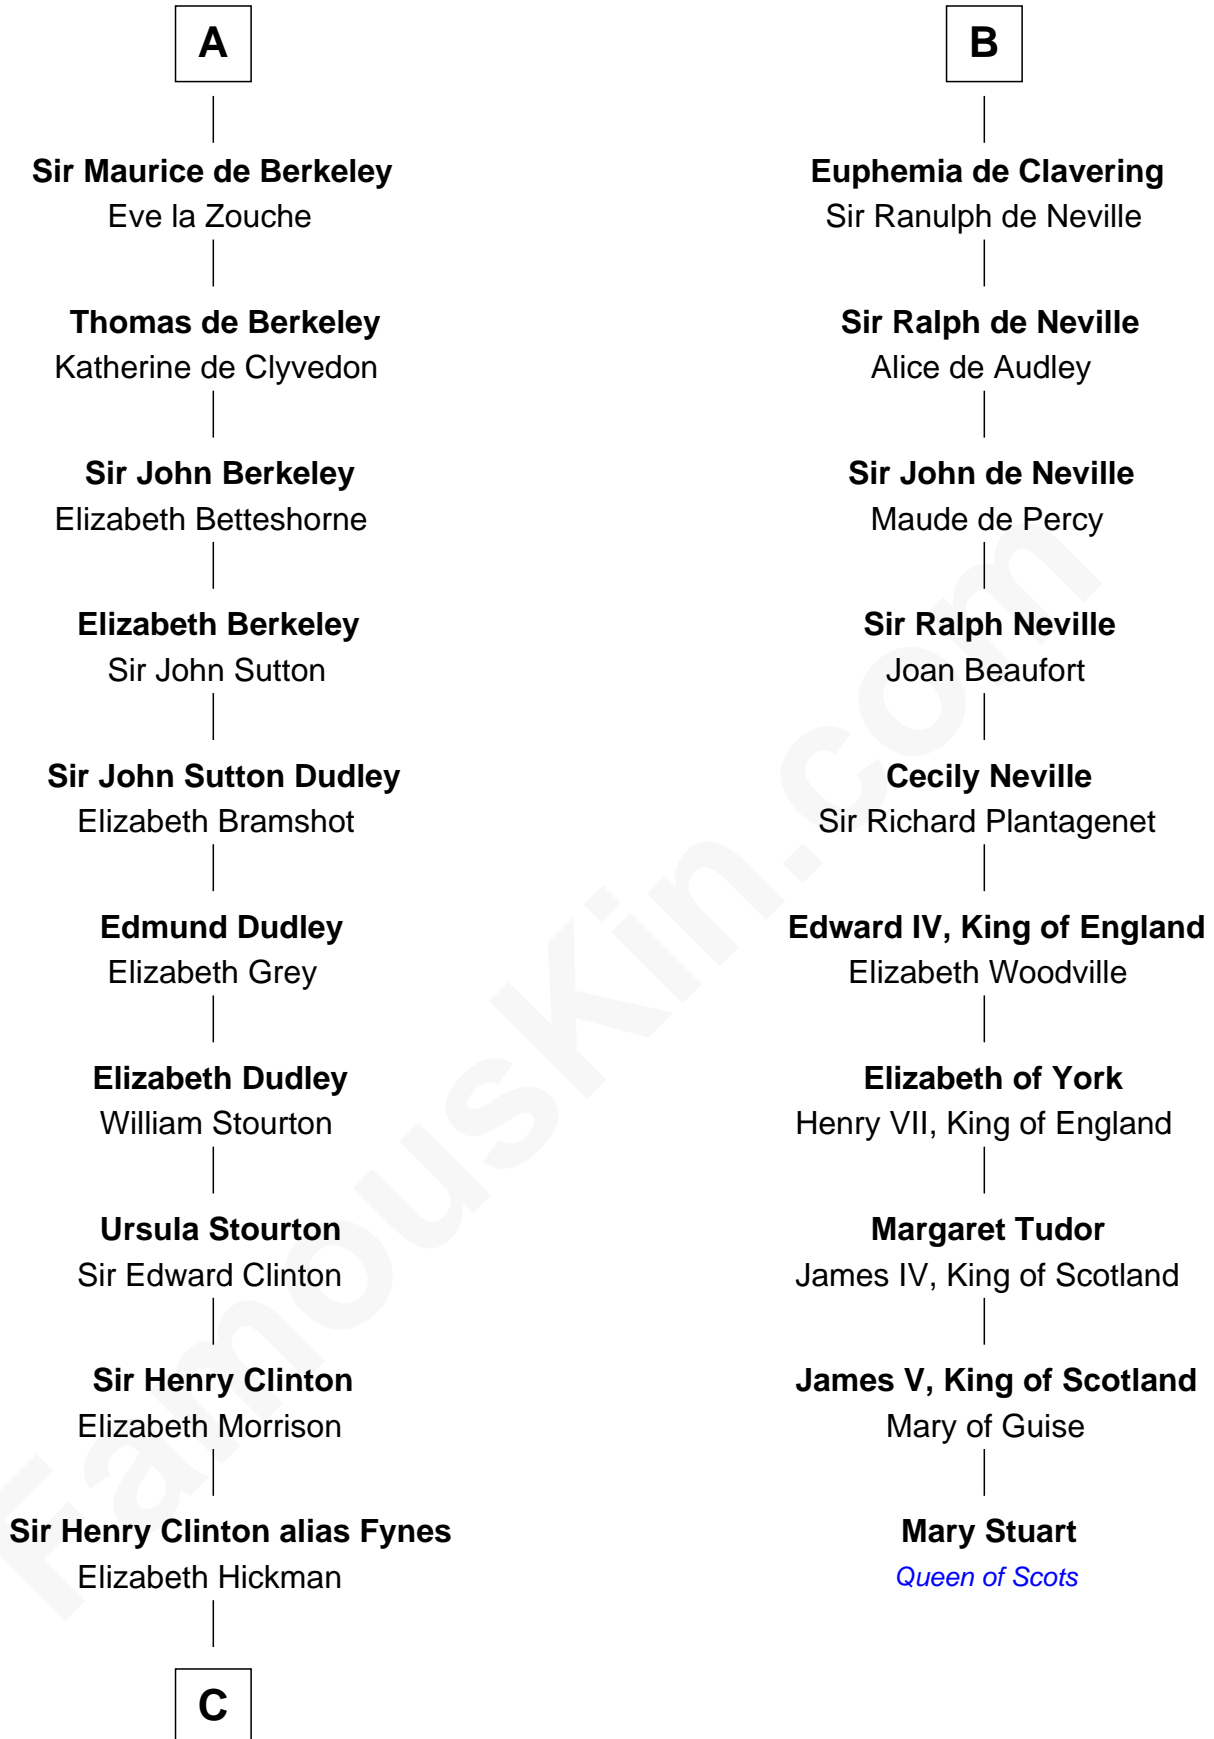 A
Sir Maurice de Berkeley
Eve la Zouche
Thomas de Berkeley
Katherine de Clyvedon
Sir John Berkeley
Elizabeth Betteshorne
Elizabeth Berkeley
Sir John Sutton
Sir John Sutton Dudley
Elizabeth Bramshot
Edmund Dudley
Elizabeth Grey
Elizabeth Dudley
William Stourton
Ursula Stourton
Sir Edward Clinton
Sir Henry Clinton
Elizabeth Morrison
Sir Henry Clinton alias Fynes
Elizabeth Hickman
C
B
Euphemia de Clavering
Sir Ranulph de Neville
Sir Ralph de Neville
Alice de Audley
Sir John de Neville
Maude de Percy
Sir Ralph Neville
Joan Beaufort
Cecily Neville
Sir Richard Plantagenet
Edward IV, King of England
Elizabeth Woodville
Elizabeth of York
Henry VII, King of England
Margaret Tudor
James IV, King of Scotland
James V, King of Scotland
Mary of Guise
Mary Stuart
Queen of Scots
FamousKin.com